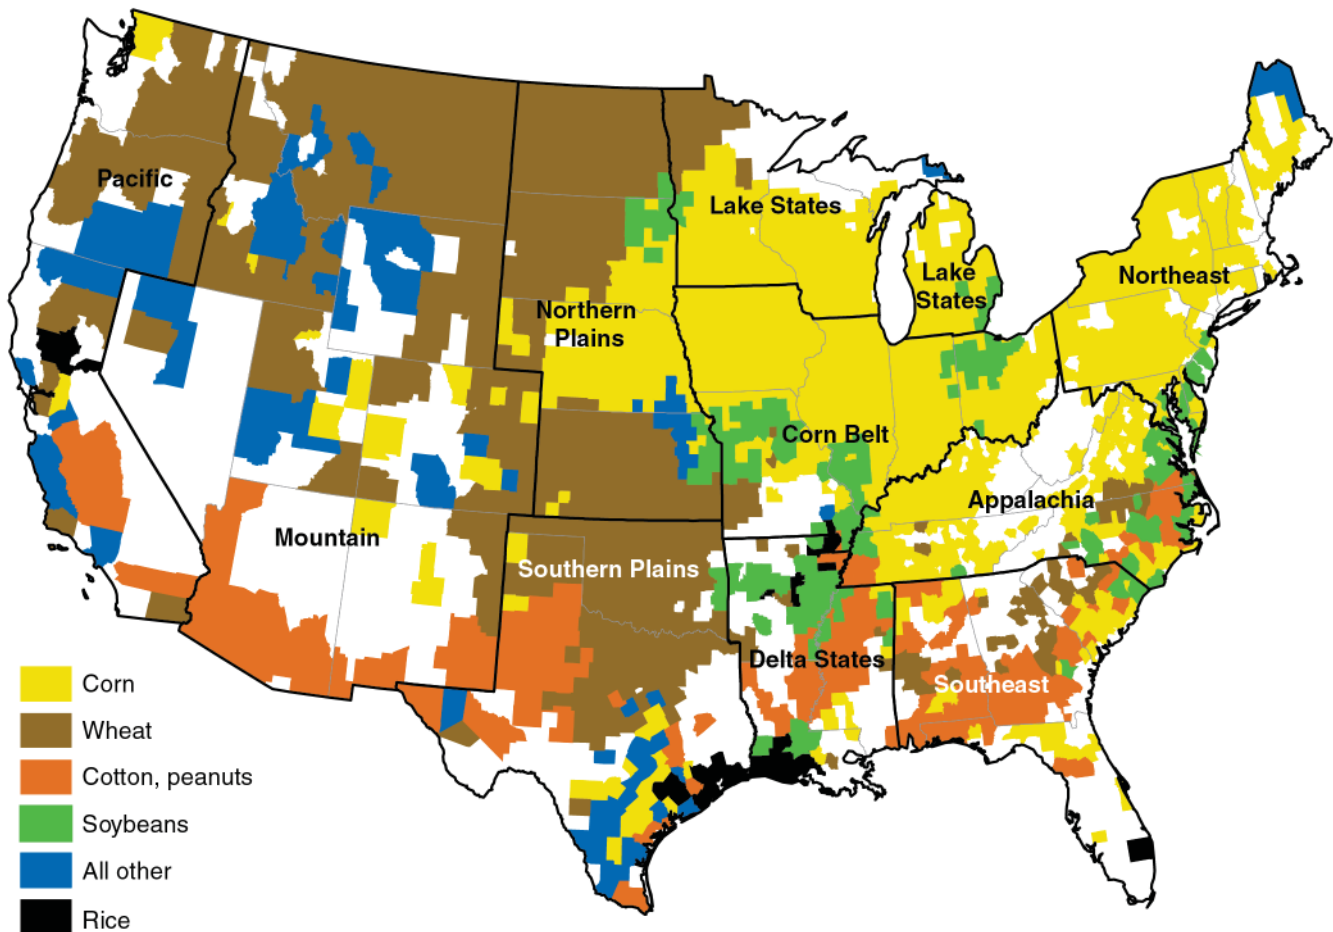 Pacific
Lake States
Lake
States
Northeast
Northern
Plains
Corn Belt
Appalachia
Mountain
Southern Plains
Delta States
Southeast
Corn
Wheat
Cotton, peanuts
Soybeans
All other
Rice